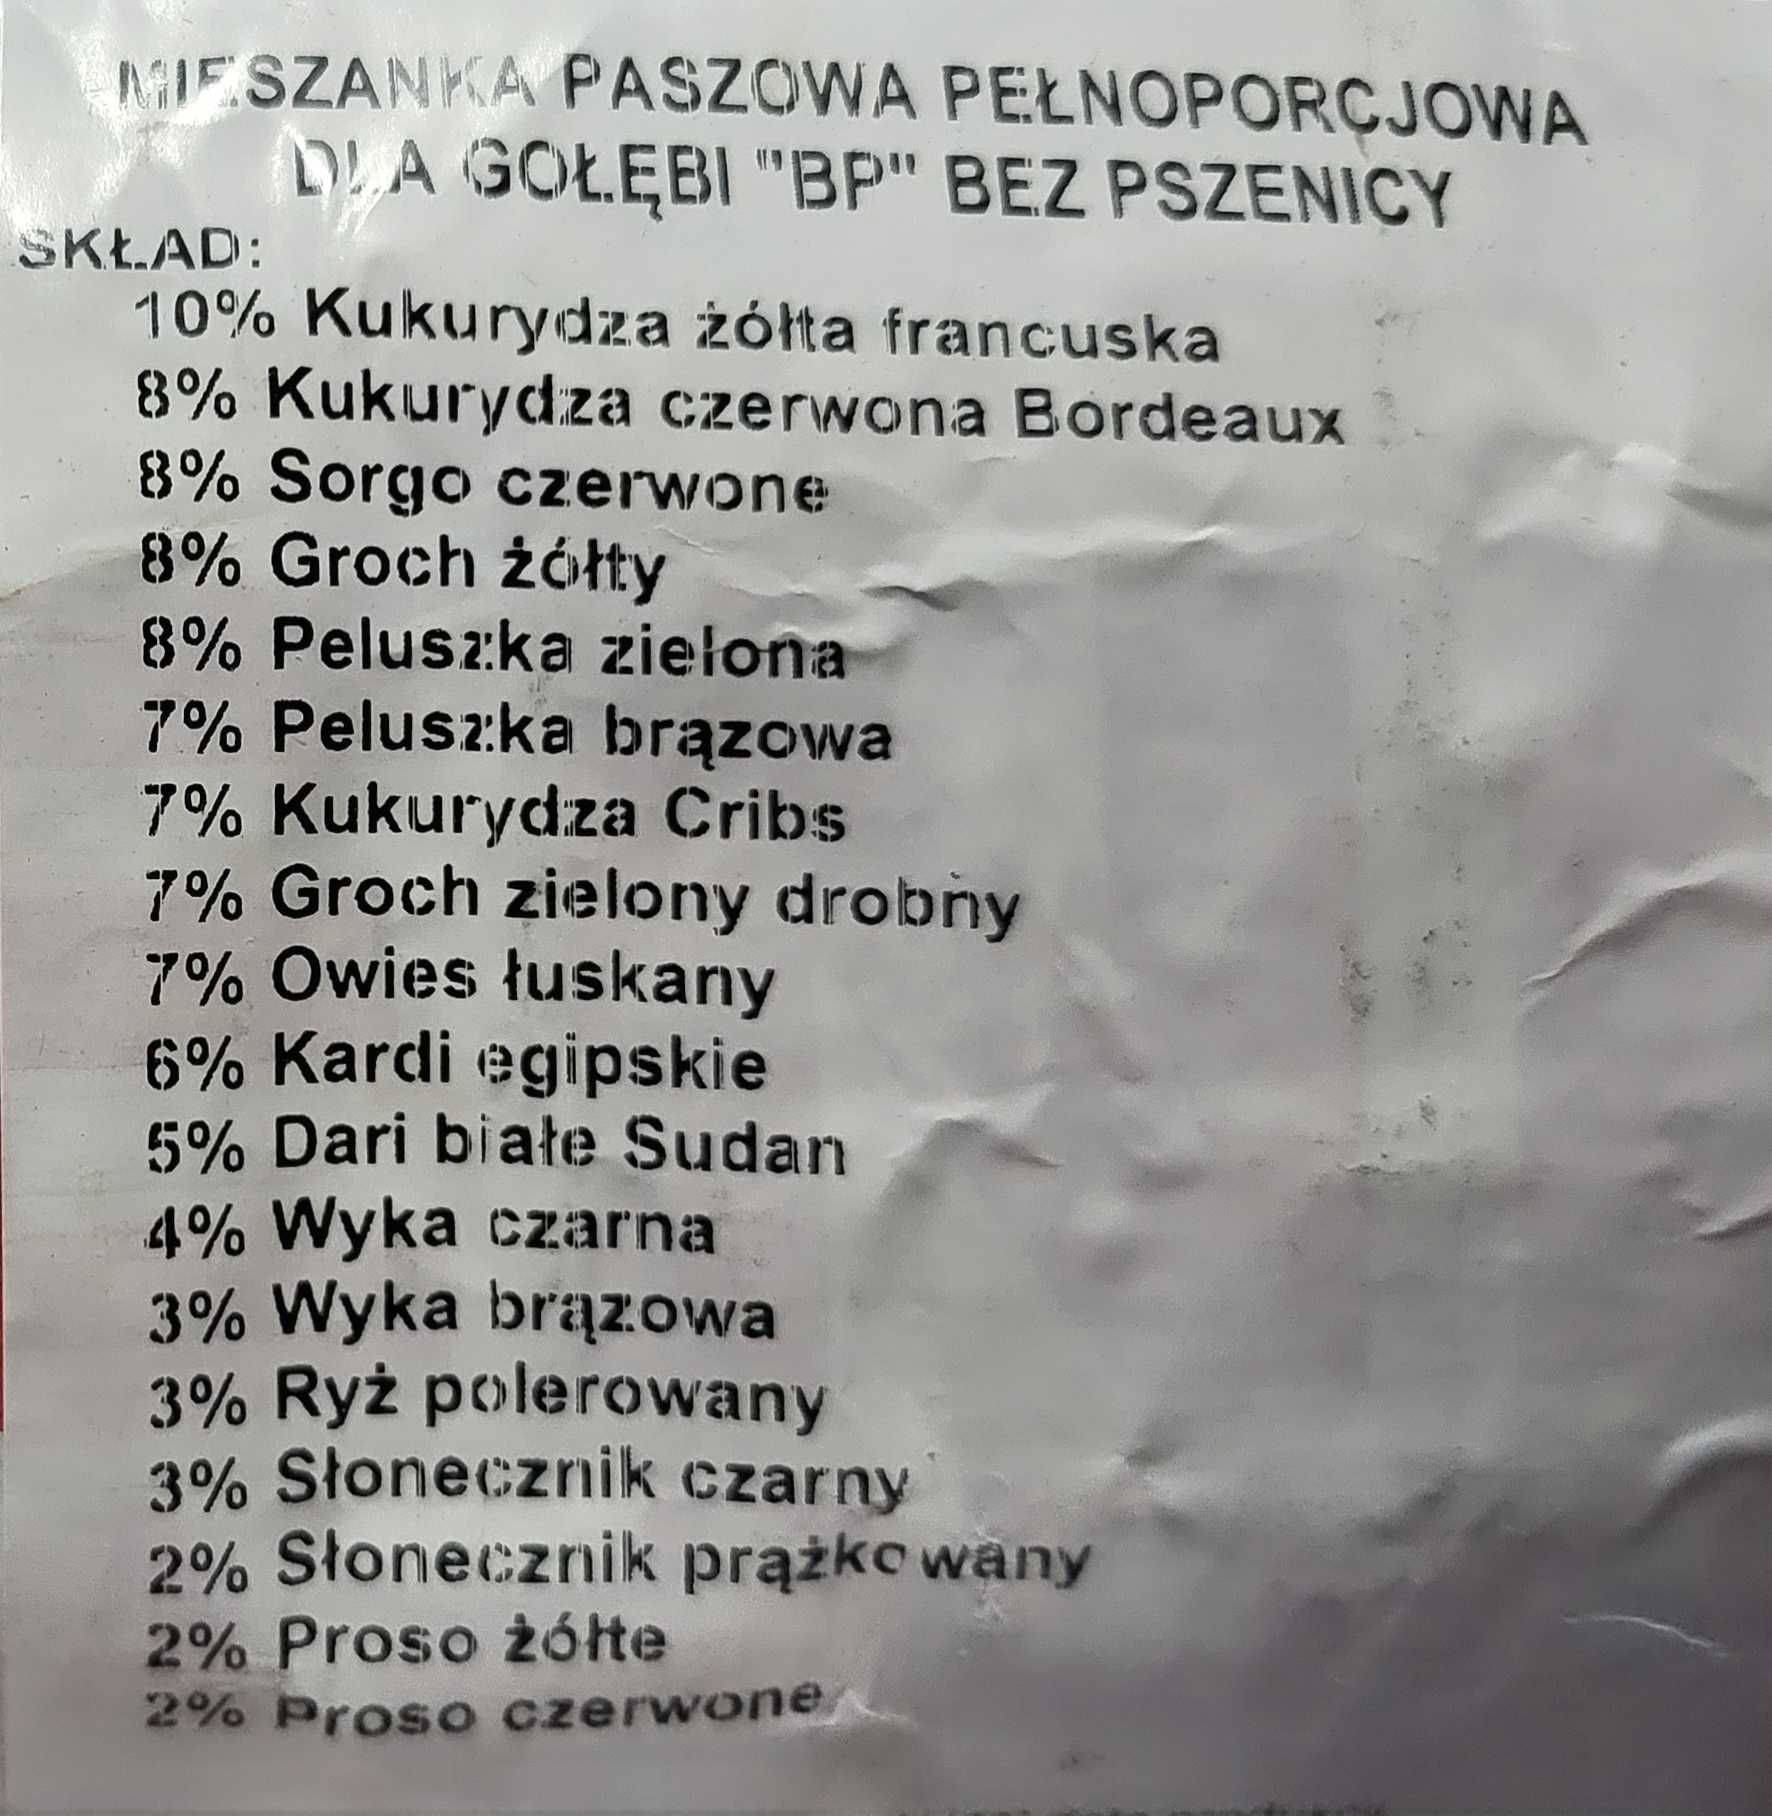 MIESZANKA PASZOWA PEŁNOPORCJOWA
DLA GOŁĘBI "BP" BEZ PSZENICY
SKŁAD:
10% Kukurydza żółta francuska
8% Kukurydza czerwona Bordeaux
8% Sorgo czerwone
8% Groch żółty
8% Peluszka zielona
7% Peluszka brązowa
7% Kukurydza Cribs
7% Groch zielony drobny
7% Owies łuskany
6% Kardi egipskie
5% Dari białe Sudan
4% Wyka czarna
3% Wyka brązowa
3% Ryż polerowany
3% Słonecznik czarny
2% Słonecznik prążkowany
2% Proso żółte
2% Proso czerwone